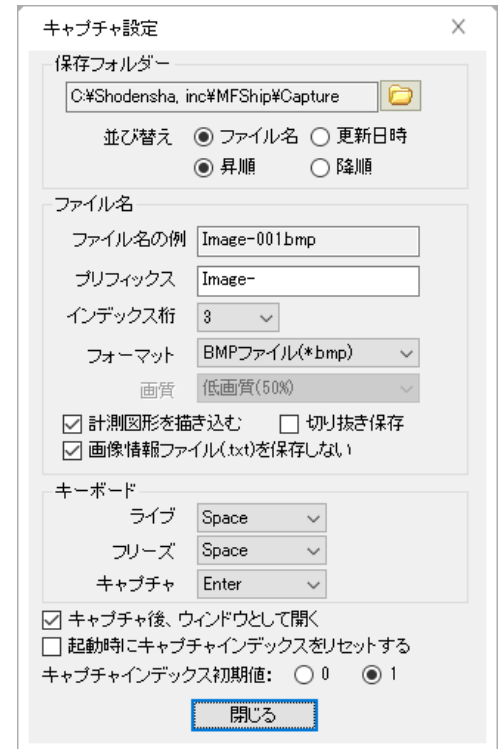 キャプチャ設定
保存フォルダー
C:¥Shodensha, inc¥MFShip¥Capture
並び替え ファイル名 更新日時
昇順 降順
ファイル名
ファイル名の例 Image-001.bmp
プリフィックス Image-
インデックス桁 3
フォーマット BMPファイル(*.bmp)
画質 低画質(50%)
計測図形を描き込む 切り抜き保存
画像情報ファイル(.txt)を保存しない
キーボード
ライブ Space
フリーズ Space
キャプチャ Enter
キャプチャ後、ウィンドウとして開く
起動時にキャプチャインデックスをリセットする
キャプチャインデックス初期値: 0 1
閉じる